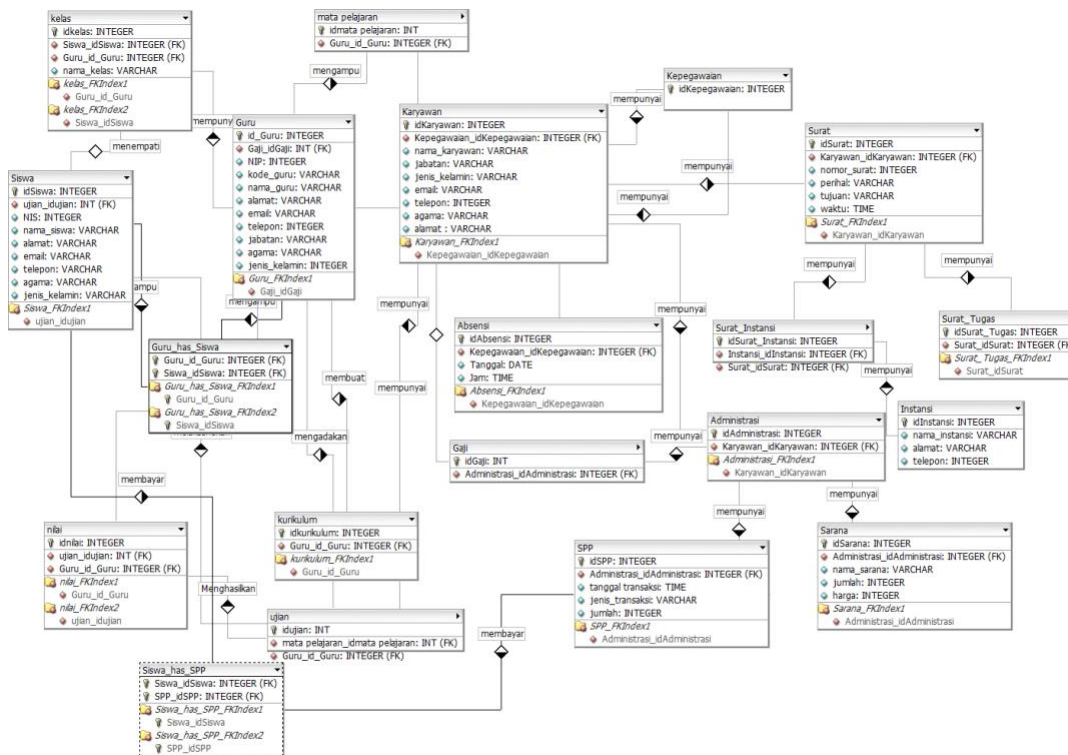 kelas
idkelas: INTEGER
Siswa_idSiswa: INTEGER (FK)
Guru_id_Guru: INTEGER (FK)
nama_kelas: VARCHAR
kelas_FKIndex1
Guru_id_Guru
kelas_FKIndex2
Siswa_idSiswa
mata pelajaran
idmata pelajaran: INT
Guru_id_Guru: INTEGER (FK)
mengampu
menempati
Guru
id_Guru: INTEGER
Gaji_idGaji: INT (FK)
NIP: INTEGER
kode_guru: VARCHAR
nama_guru: VARCHAR
alamat: VARCHAR
email: VARCHAR
telepon: INTEGER
jabatan: VARCHAR
agama: VARCHAR
jenis_kelamin: INTEGER
Guru_FKIndex1
Gaji_idGaji
Karyawan
idKaryawan: INTEGER
Kepegawaian_idKepegawaian: INTEGER (FK)
nama_karyawan: VARCHAR
jabatan: VARCHAR
jenis_kelamin: VARCHAR
email: VARCHAR
telepon: INTEGER
agama: VARCHAR
alamat : VARCHAR
Karyawan_FKIndex1
Kepegawaian_idKepegawaian
Kepegawaian
idKepegawaian: INTEGER
mempunyai
mempunyai
mempunyai
Surat
idSurat: INTEGER
Karyawan_idKaryawan: INTEGER (FK)
nomor_surat: INTEGER
perihal: VARCHAR
tujuan: VARCHAR
waktu: TIME
Surat_FKIndex1
Karyawan_idKaryawan
Siswa
idSiswa: INTEGER
ujian_idujian: INT (FK)
NIS: INTEGER
nama_siswa: VARCHAR
alamat: VARCHAR
email: VARCHAR
telepon: VARCHAR
agama: VARCHAR
jenis_kelamin: VARCHAR
Siswa_FKIndex1
ujian_idujian
mengampu
Guru_has_Siswa
Guru_id_Guru: INTEGER (FK)
Siswa_idSiswa: INTEGER (FK)
Guru_has_Siswa_FKIndex1
Guru_id_Guru
Guru_has_Siswa_FKIndex2
Siswa_idSiswa
mempunyai
mempunyai
mempunyai
mempunyai
Absensi
idAbsensi: INTEGER
Kepegawaian_idKepegawaian: INTEGER (FK)
Tanggal: DATE
Jam: TIME
Absensi_FKIndex1
Kepegawaian_idKepegawaian
Surat_Instansi
idSurat_Instansi: INTEGER
Instansi_idInstansi: INTEGER (FK)
Surat_idSurat: INTEGER (FK)
Surat_Tugas
idSurat_Tugas: INTEGER
Surat_idSurat: INTEGER (FK)
Surat_Tugas_FKIndex1
Surat_idSurat
membuat
mempunyai
mempunyai
mengadakan
mempunyai
Instansi
idInstansi: INTEGER
nama_instansi: VARCHAR
alamat: VARCHAR
telepon: INTEGER
Administrasi
idAdministrasi: INTEGER
Karyawan_idKaryawan: INTEGER (FK)
Administrasi_FKIndex1
Karyawan_idKaryawan
Gaji
idGaji: INT
Administrasi_idAdministrasi: INTEGER (FK)
membayar
mempunyai
mempunyai
nilai
idnilai: INTEGER
ujian_idujian: INT (FK)
Guru_id_Guru: INTEGER (FK)
nilai_FKIndex1
Guru_id_Guru
nilai_FKIndex2
ujian_idujian
kurikulum
idkurikulum: INTEGER
Guru_id_Guru: INTEGER (FK)
kurikulum_FKIndex1
Guru_id_Guru
Menghasilkan
SPP
idSPP: INTEGER
Administrasi_idAdministrasi: INTEGER (FK)
tanggal transaksi: TIME
jenis_transaksi: VARCHAR
jumlah: INTEGER
SPP_FKIndex1
Administrasi_idAdministrasi
Sarana
idSarana: INTEGER
Administrasi_idAdministrasi: INTEGER (FK)
nama_sarana: VARCHAR
jumlah: INTEGER
harga: INTEGER
Sarana_FKIndex1
Administrasi_idAdministrasi
ujian
idujian: INT
mata pelajaran_idmata pelajaran: INT (FK)
Guru_id_Guru: INTEGER (FK)
membayar
Siswa_has_SPP
Siswa_idSiswa: INTEGER (FK)
SPP_idSPP: INTEGER (FK)
Siswa_has_SPP_FKIndex1
Siswa_idSiswa
Siswa_has_SPP_FKIndex2
SPP_idSPP